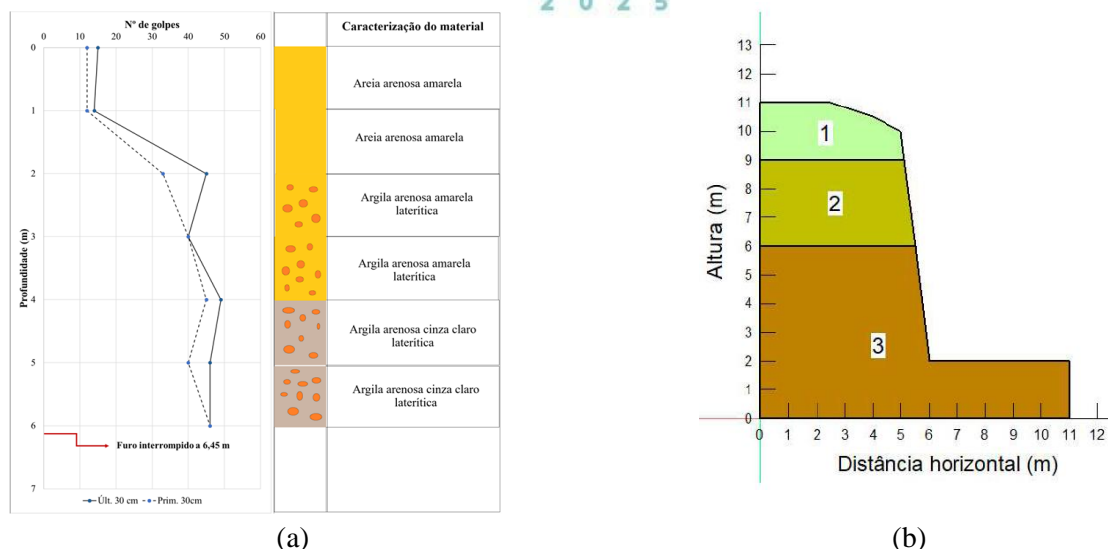 2 0 2 5
Nº de golpes
0 10 20 30 40 50 60
Profundidade (m)
0
1
2
3
4
5
6
7
Furo interrompido a 6,45 m
Últ. 30 cm Prim. 30cm
Caracterização do material
Areia arenosa amarela
Areia arenosa amarela
Argila arenosa amarela
laterítica
Argila arenosa amarela
laterítica
Argila arenosa cinza claro
laterítica
Argila arenosa cinza claro
laterítica
(a)
Altura (m)
13
12
11
10
9
8
7
6
5
4
3
2
1
0
1
2
3
0 1 2 3 4 5 6 7 8 9 10 11 12
Distância horizontal (m)
(b)